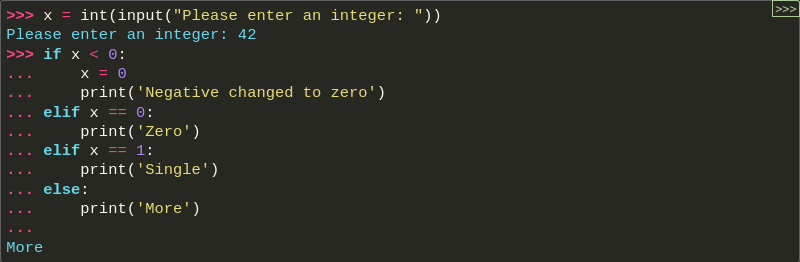 >>>
>>> x = int(input("Please enter an integer: "))
Please enter an integer: 42
>>> if x < 0:
...     x = 0
...     print('Negative changed to zero')
... elif x == 0:
...     print('Zero')
... elif x == 1:
...     print('Single')
... else:
...     print('More')
...
More